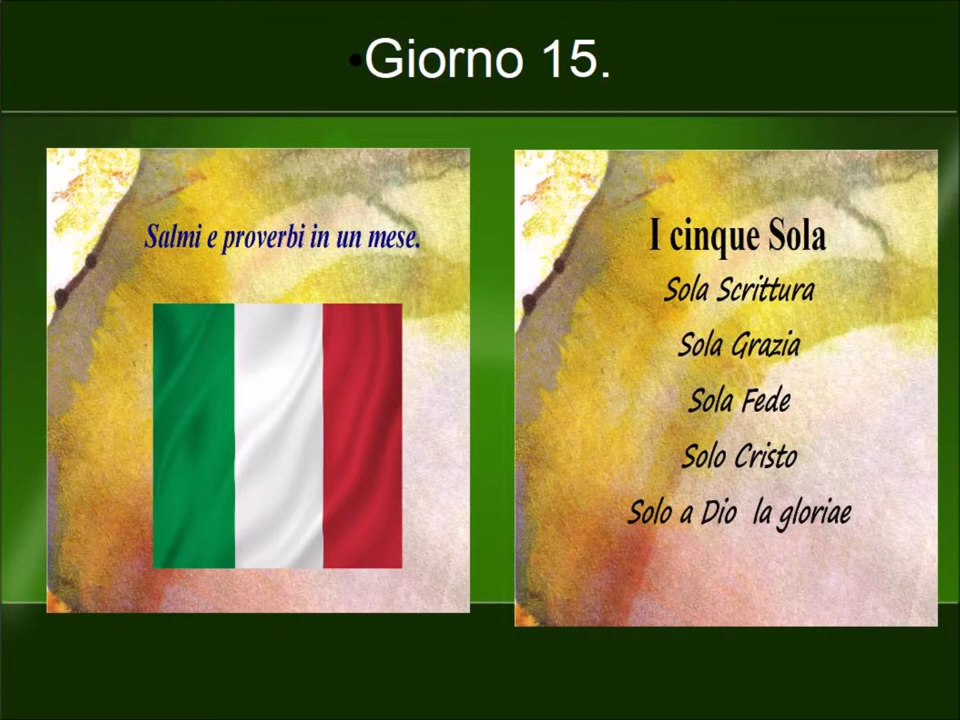 •Giorno 15.
Salmi e proverbi in un mese.
I cinque Sola
Sola Scrittura
Sola Grazia
Sola Fede
Solo Cristo
Solo a Dio la gloriae